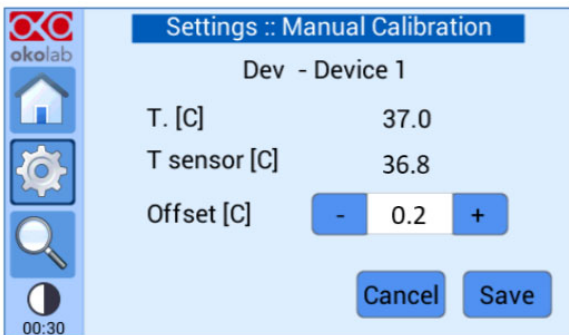 OKO
okolab
Settings :: Manual Calibration
Dev - Device 1
T. [C] 37.0
T sensor [C] 36.8
Offset [C] - 0.2 +
Cancel Save
00:30